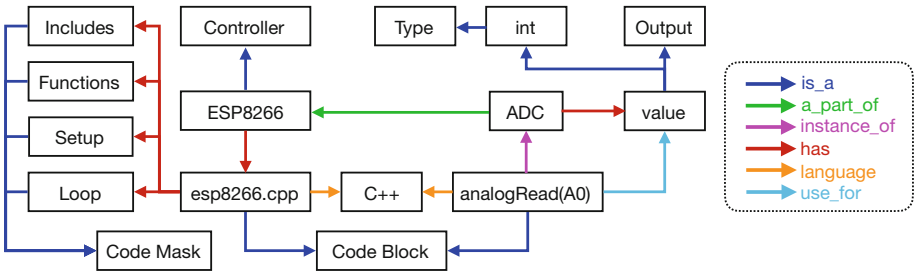 Includes
Controller
Type
int
Output
Functions
ESP8266
ADC
value
Setup
Loop
esp8266.cpp
C++
analogRead(A0)
Code Mask
Code Block
is_a
a_part_of
instance_of
has
language
use_for